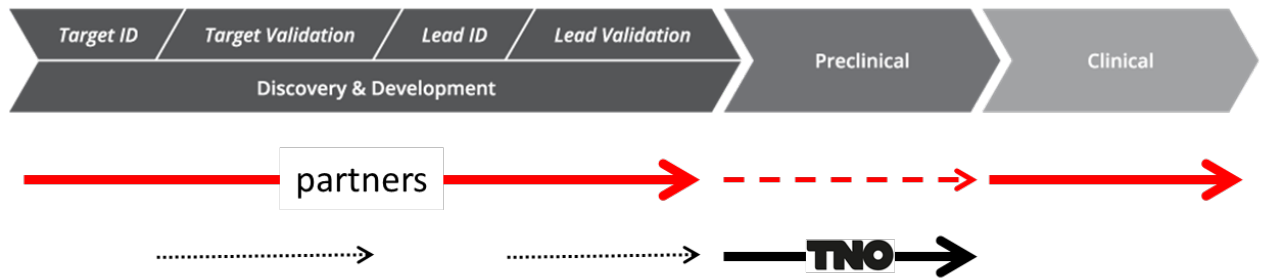 Target ID Target Validation Lead ID Lead Validation
Discovery & Development
Preclinical
Clinical
partners
TNO